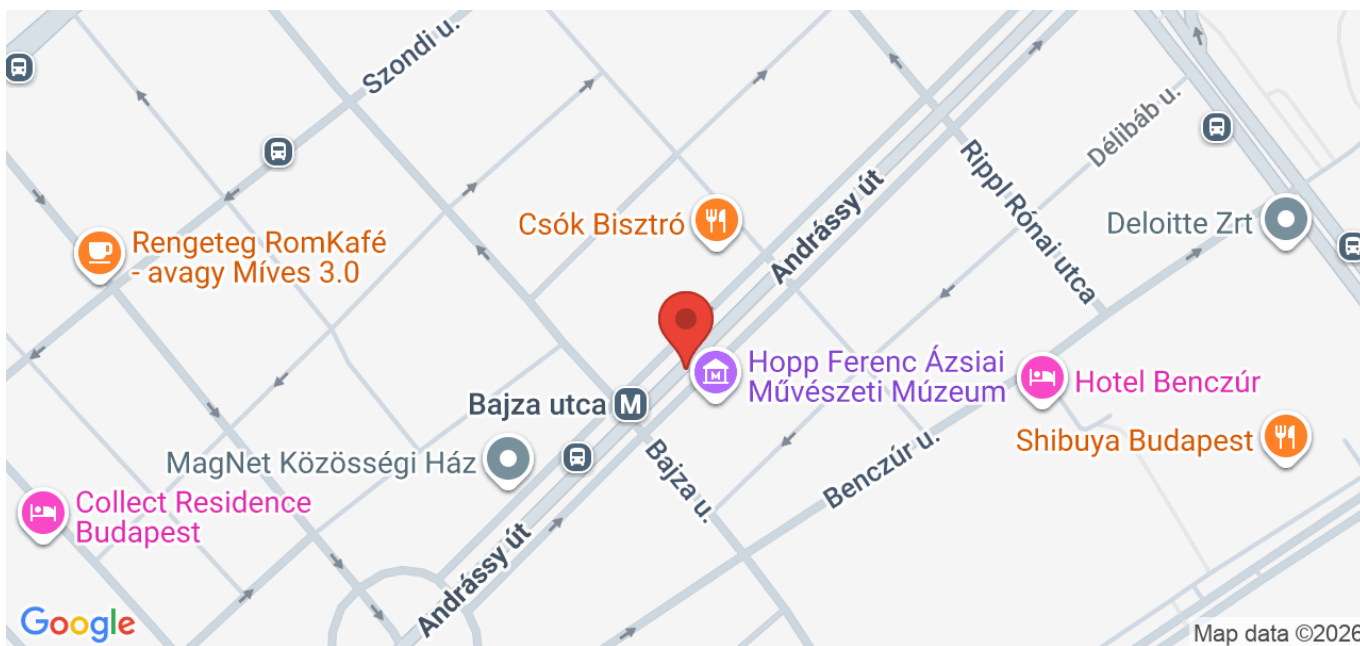 Szondi u.
Délibáb u.
Rippl Rónai utca
Csók Bisztró
Andrássy út
Deloitte Zrt
Rengeteg RomKafé
- avagy Míves 3.0
Hopp Ferenc Ázsiai
Művészeti Múzeum
M
Hotel Benczúr
Bajza utca
M
Shibuya Budapest
MagNet Közösségi Ház
Bajza u.
Benczúr u.
Collect Residence
Budapest
Andrássy út
Google
Map data ©2026